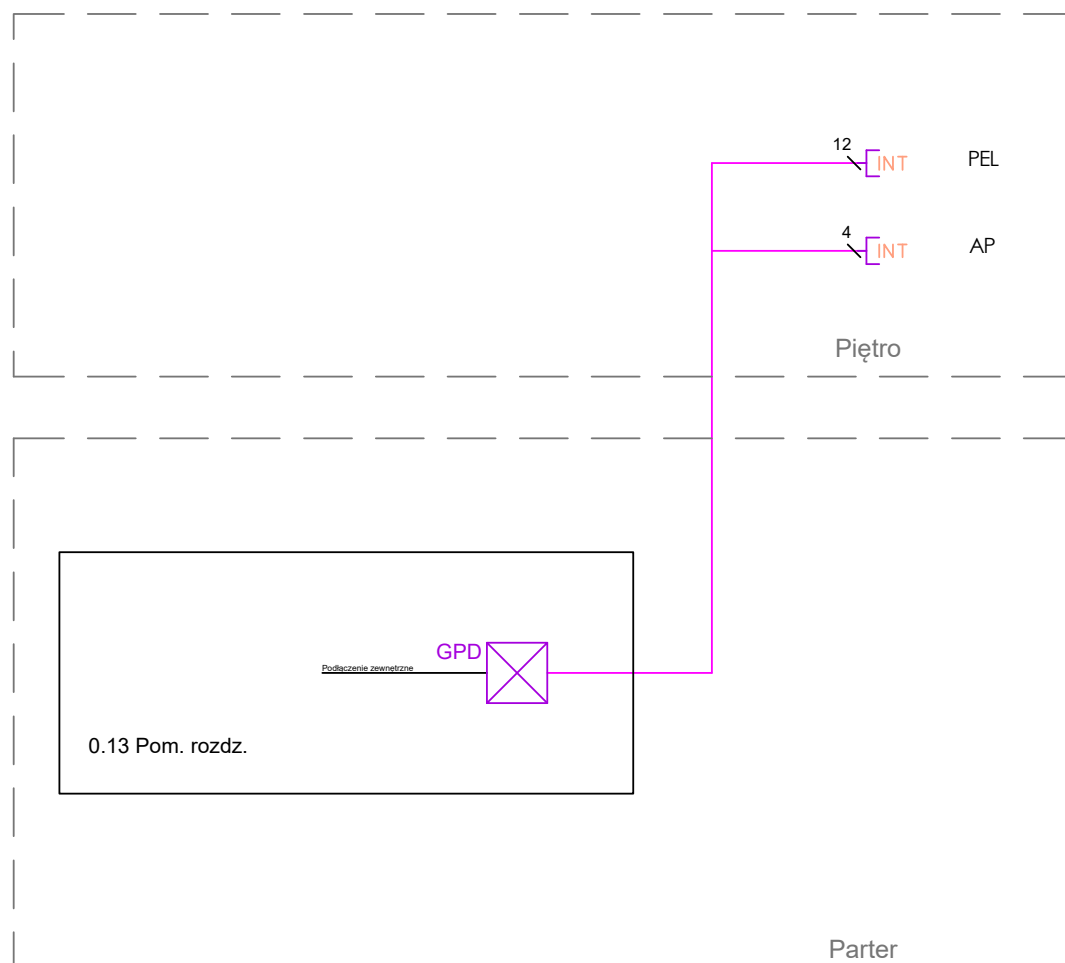 12
INT PEL
4
INT AP
Piętro
GPD
Podłączenie zewnętrzne
0.13 Pom. rozdz.
Parter